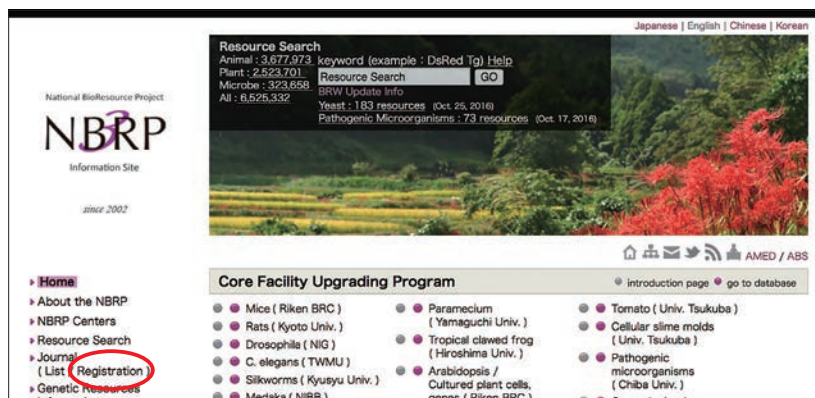 Japanese | English | Chinese | Korean
National BioResource Project
NBRP
3
Information Site
since 2002
Resource Search
Animal : 3,677,973
Plant : 2,523,701
Microbe : 323,658
All : 6,525,332
keyword (example : DsRed Tg) Help
Resource Search GO
BRW Update Info
Yeast : 183 resources (Oct. 25, 2016)
Pathogenic Microorganisms : 73 resources (Oct. 17, 2016)
AMED / ABS
Home
About the NBRP
NBRP Centers
Resource Search
Journal
( List / Registration )
Genetic Resources
Core Facility Upgrading Program
introduction page go to database
Mice ( Riken BRC )
Rats ( Kyoto Univ. )
Drosophila ( NIG )
C. elegans ( TWMU )
Silkworms ( Kyusyu Univ. )
Medaka ( NIBB )
Paramecium
( Yamaguchi Univ. )
Tropical clawed frog
( Hiroshima Univ. )
Arabidopsis /
Cultured plant cells,
genes ( Riken BRC )
Tomato ( Univ. Tsukuba )
Cellular slime molds
( Univ. Tsukuba )
Pathogenic
microorganisms
( Chiba Univ. )